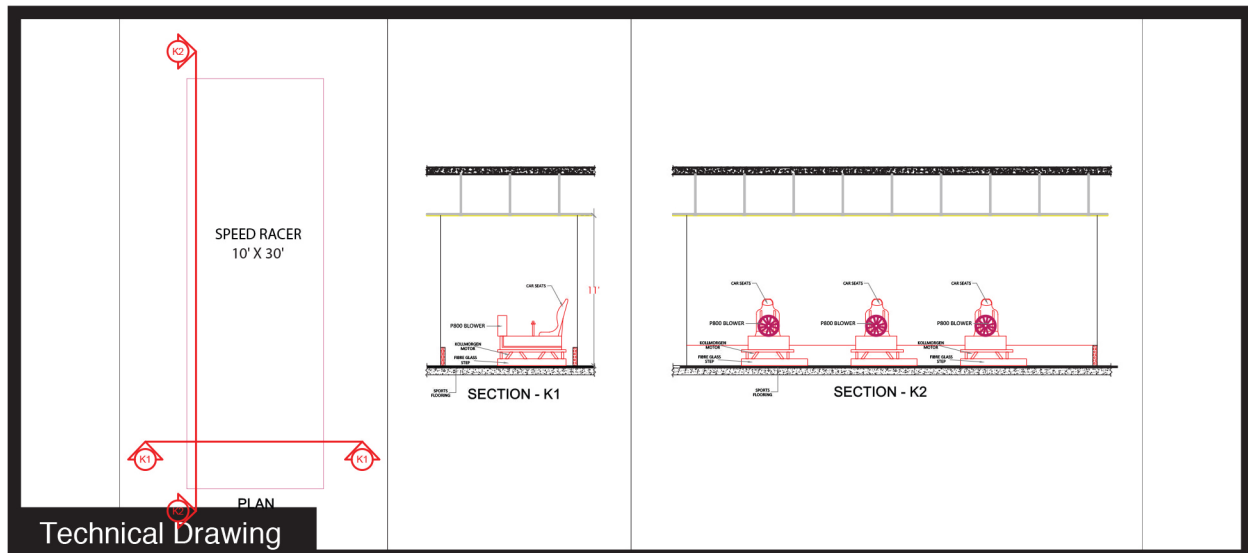 K2
SPEED RACER
10' X 30'
K1
K1
K2
PLAN
Technical Drawing
CAR SEATS
P800 BLOWER
KOLLMORGEN
MOTOR
FIBRE GLASS
STEP
SPORTS
FLOORING
11'
SECTION - K1
CAR SEATS
CAR SEATS
CAR SEATS
P800 BLOWER
P800 BLOWER
P800 BLOWER
KOLLMORGEN
MOTOR
KOLLMORGEN
MOTOR
FIBRE GLASS
STEP
FIBRE GLASS
STEP
SPORTS
FLOORING
SECTION - K2